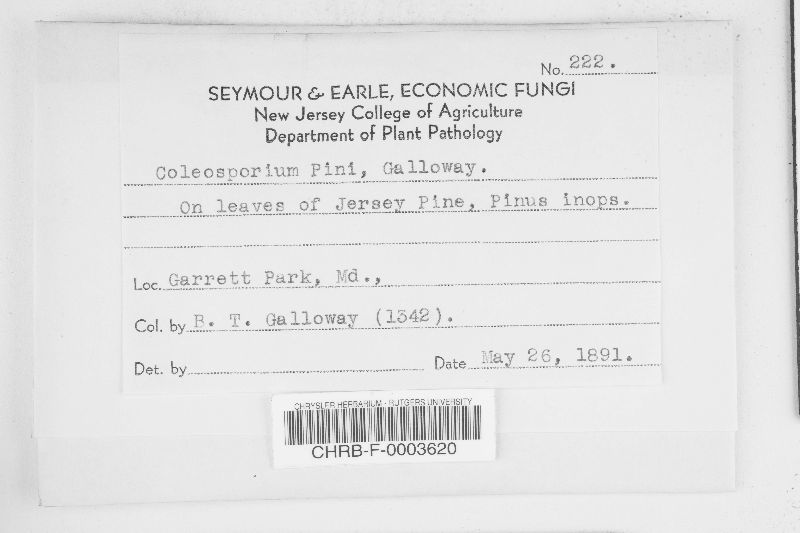 No. 222.
SEYMOUR & EARLE, ECONOMIC FUNGI
New Jersey College of Agriculture
Department of Plant Pathology
Coleosporium Pini, Galloway.
On leaves of Jersey Pine, Pinus inops.
Loc. Garrett Park, Md.,
Col. by B. T. Galloway (1342).
Det. by
Date May 26, 1891.
CHRYSLER HERBARIUM - RUTGERS UNIVERSITY
CHRB-F-0003620